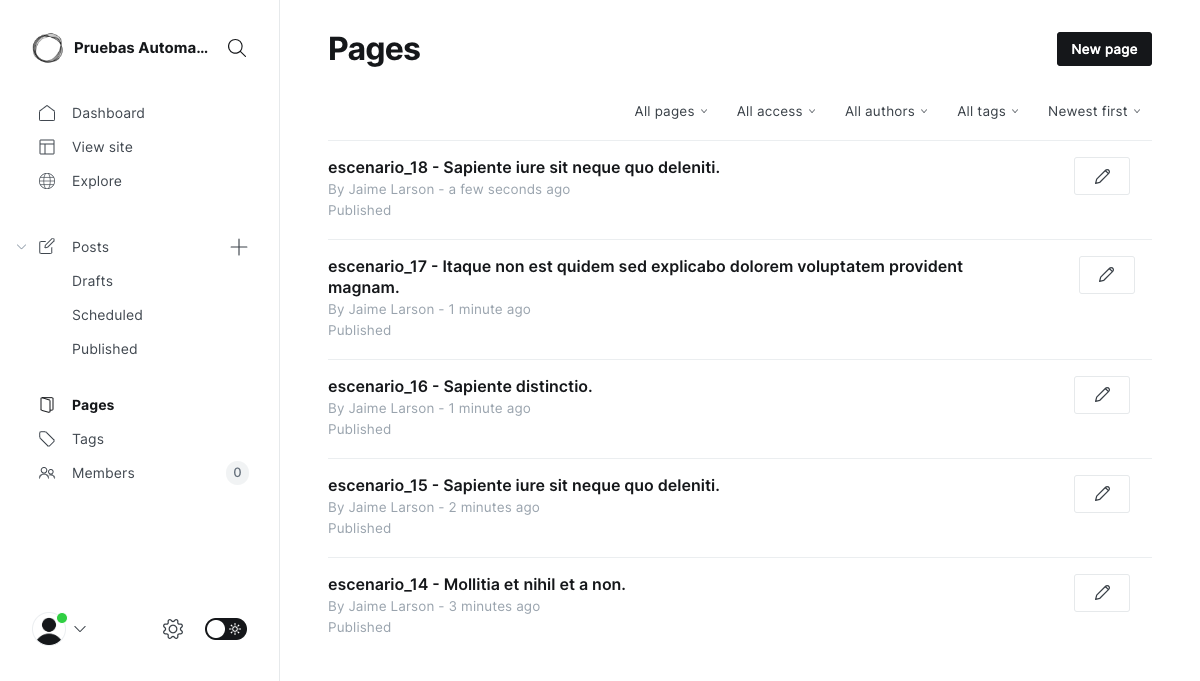 Pruebas Automa...
Dashboard
View site
Explore
Posts
Drafts
Scheduled
Published
Pages
Tags
Members 0
Pages
New page
All pages All access All authors All tags Newest first
escenario_18 - Sapiente iure sit neque quo deleniti.
By Jaime Larson - a few seconds ago
Published
escenario_17 - Itaque non est quidem sed explicabo dolorem voluptatem provident
magnam.
By Jaime Larson - 1 minute ago
Published
escenario_16 - Sapiente distinctio.
By Jaime Larson - 1 minute ago
Published
escenario_15 - Sapiente iure sit neque quo deleniti.
By Jaime Larson - 2 minutes ago
Published
escenario_14 - Mollitia et nihil et a non.
By Jaime Larson - 3 minutes ago
Published